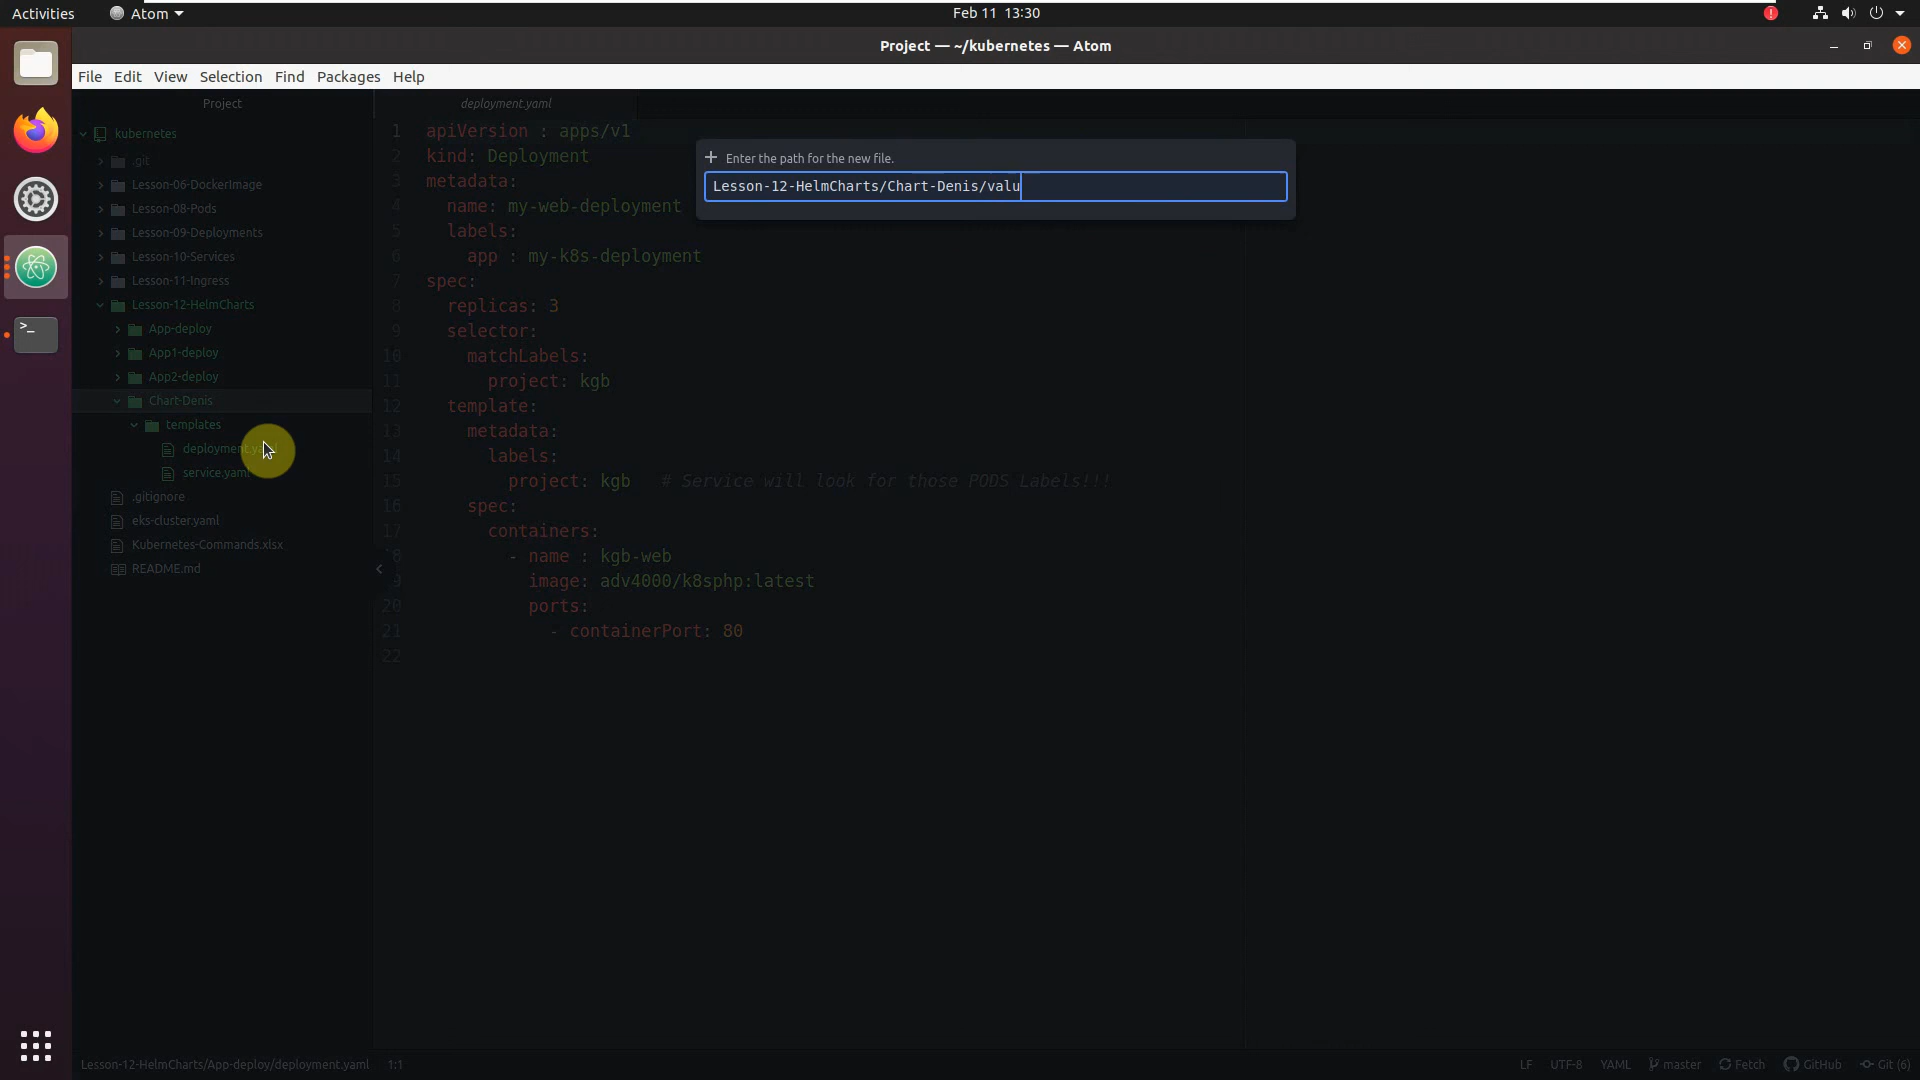 Activities
Atom
Feb 11 13:30
Project — ~/kubernetes — Atom
File Edit View Selection Find Packages Help
Project
kubernetes
.git
Lesson-06-DockerImage
Lesson-08-Pods
Lesson-09-Deployments
Lesson-10-Services
Lesson-11-Ingress
Lesson-12-HelmCharts
App-deploy
App1-deploy
App2-deploy
Chart-Denis
templates
deployment.yaml
service.yaml
.gitignore
eks-cluster.yaml
Kubernetes-Commands.xlsx
README.md
deployment.yaml
Enter the path for the new file.
Lesson-12-HelmCharts/Chart-Denis/valu
1 apiVersion : apps/v1
2 kind: Deployment
3 metadata:
4 name: my-web-deployment
5 labels:
6 app : my-k8s-deployment
7 spec:
8 replicas: 3
9 selector:
10 matchLabels:
11 project: kgb
12 template:
13 metadata:
14 labels:
15 project: kgb # Service will look for those PODS Labels!!!
16 spec:
17 containers:
18 - name : kgb-web
19 image: adv4000/k8sphp:latest
20 ports:
21 - containerPort: 80
22
Lesson-12-HelmCharts/App-deploy/deployment.yaml 1:1
LF UTF-8 YAML master Fetch GitHub Git (6)